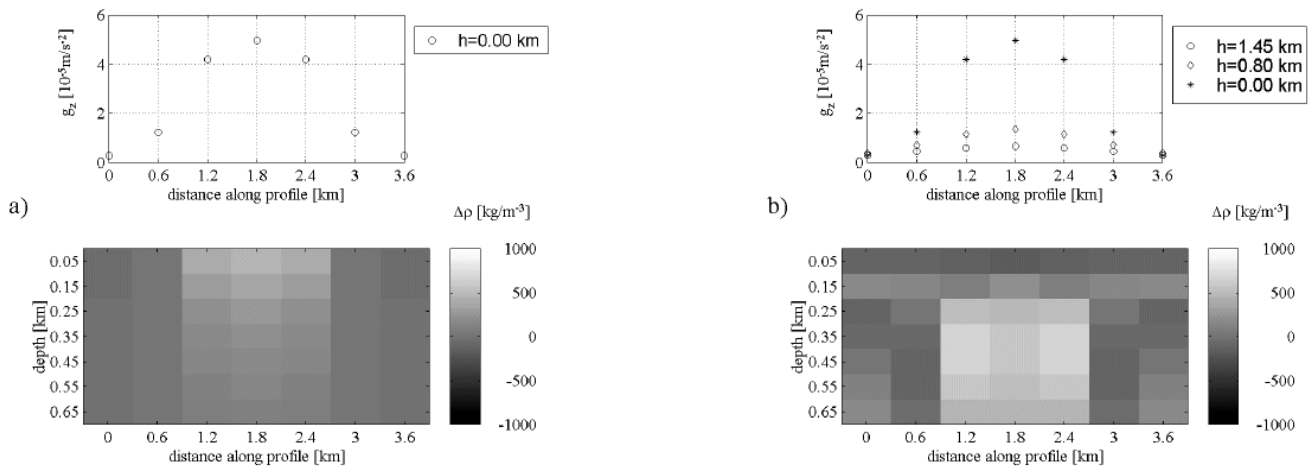 g_z [10^-5 m/s^-2]
6
4
2
0
0 0.6 1.2 1.8 2.4 3 3.6
distance along profile [km]
h=0.00 km
a)
Δρ [kg/m^-3]
depth [km]
0.05
0.15
0.25
0.35
0.45
0.55
0.65
0 0.6 1.2 1.8 2.4 3 3.6
distance along profile [km]
1000
500
0
-500
-1000
g_z [10^-5 m/s^-2]
6
4
2
0
0 0.6 1.2 1.8 2.4 3 3.6
distance along profile [km]
h=1.45 km
h=0.80 km
h=0.00 km
b)
Δρ [kg/m^-3]
depth [km]
0.05
0.15
0.25
0.35
0.45
0.55
0.65
0 0.6 1.2 1.8 2.4 3 3.6
distance along profile [km]
1000
500
0
-500
-1000